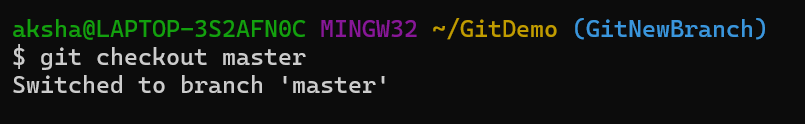 aksha@LAPTOP-3S2AFN0C MINGW32 ~/GitDemo (GitNewBranch)
$ git checkout master
Switched to branch 'master'